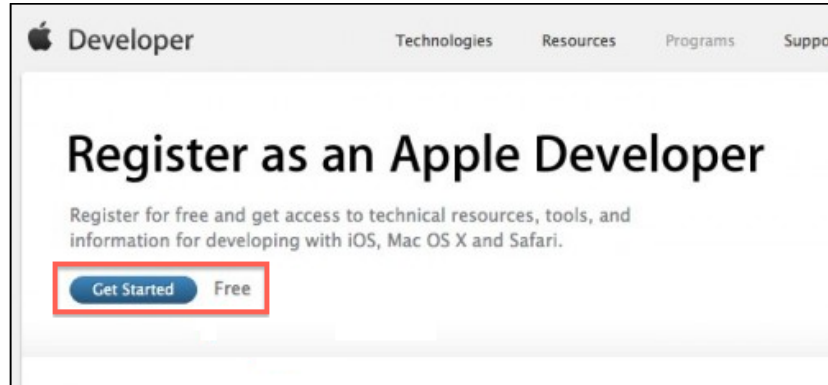 Developer Technologies Resources Programs Suppo
Register as an Apple Developer
Register for free and get access to technical resources, tools, and
information for developing with iOS, Mac OS X and Safari.
Get Started Free